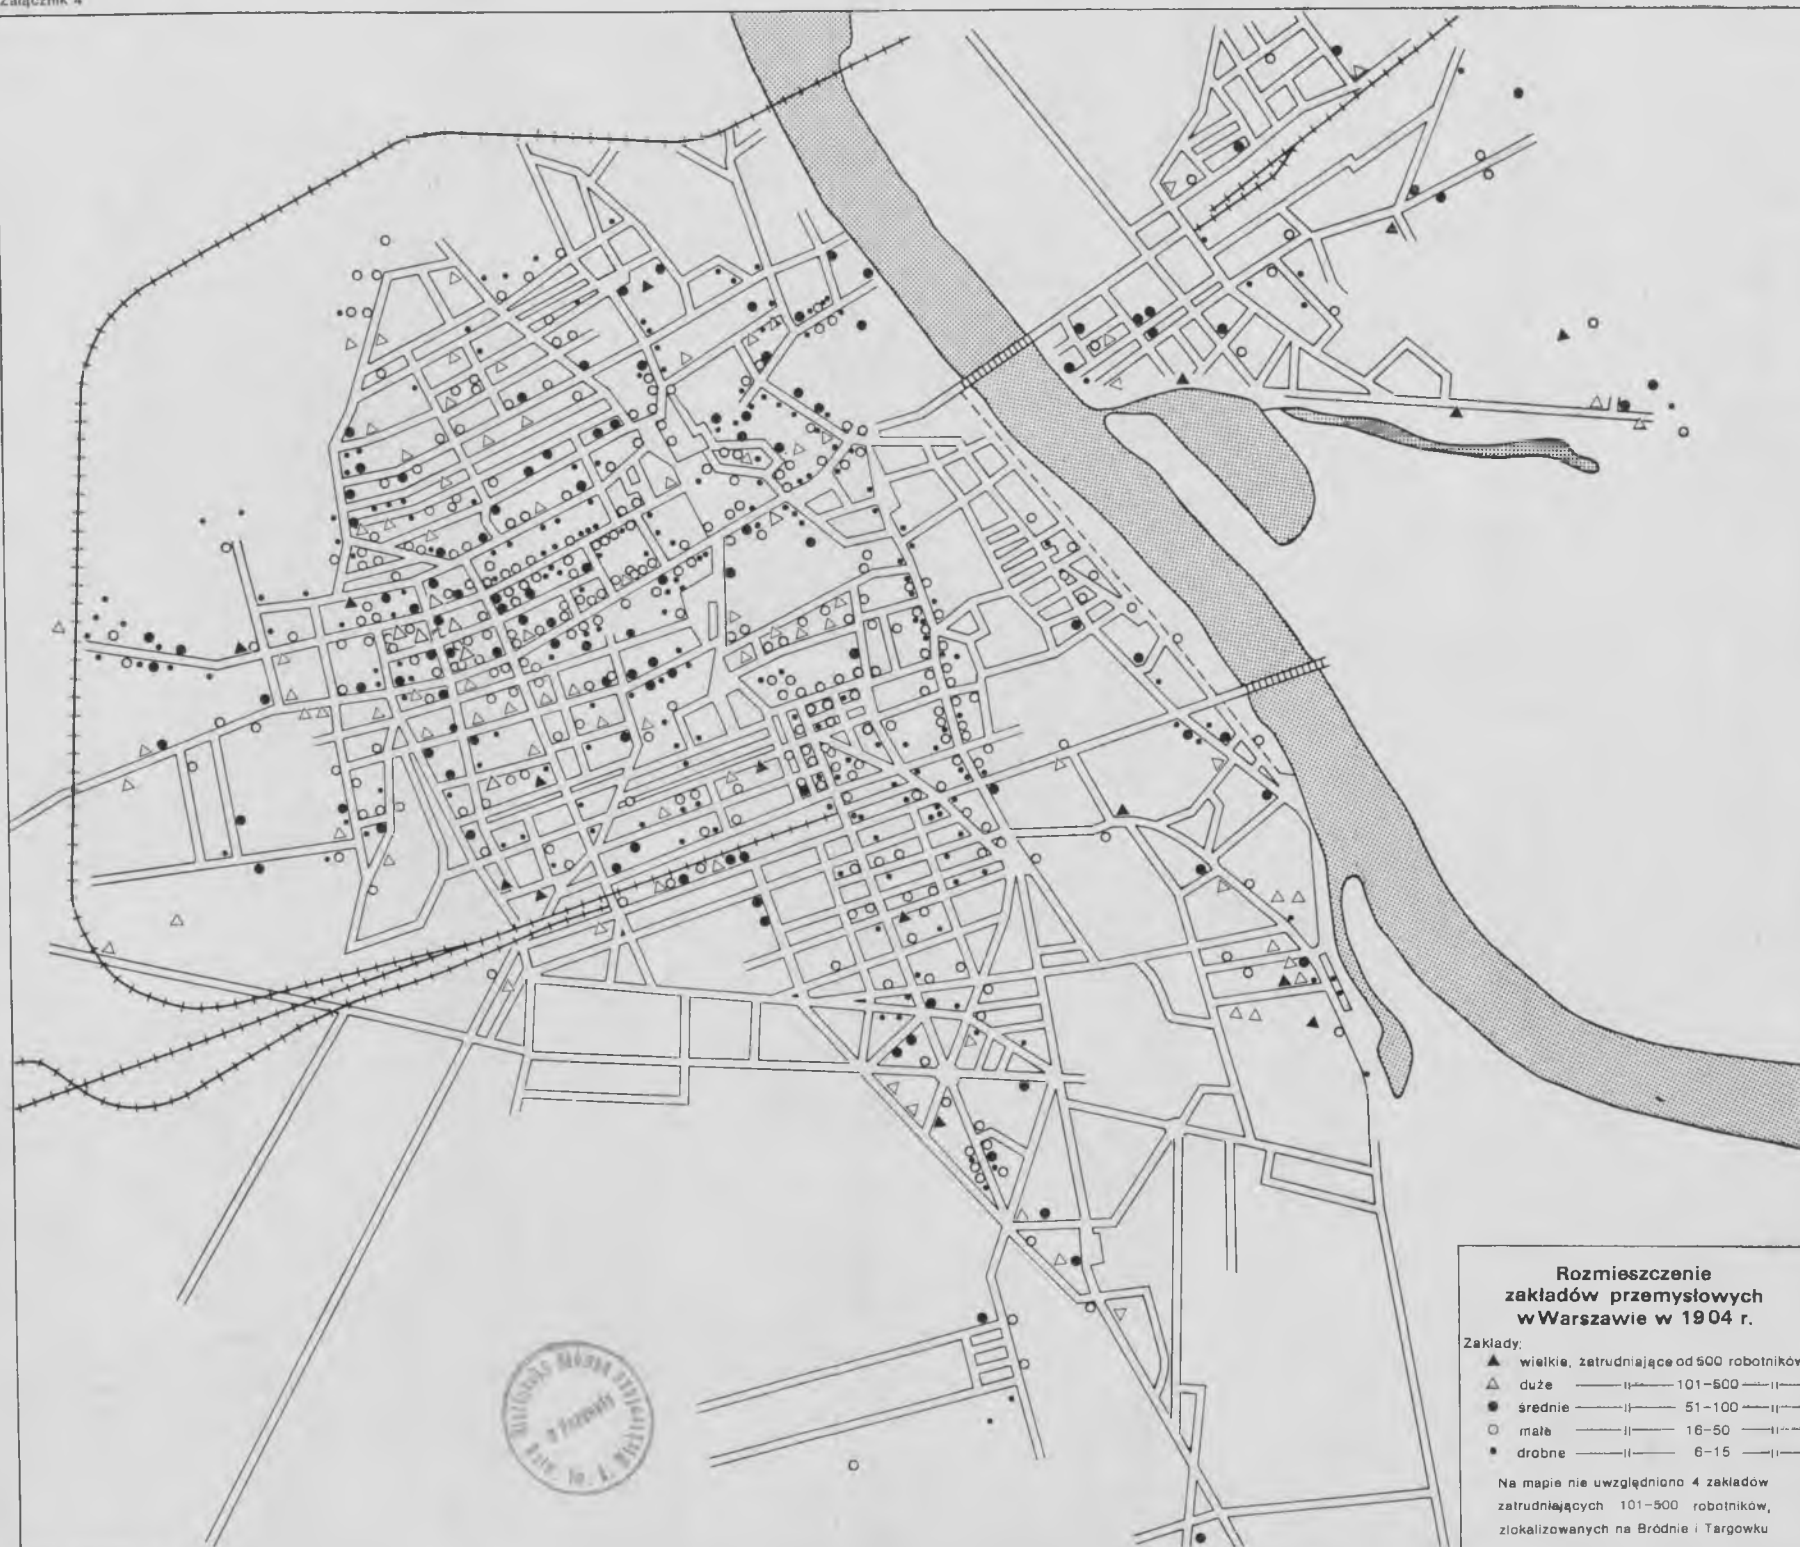 Załącznik 4
Rozmieszczenie
zakładów przemysłowych
w Warszawie w 1904 r.
Zakłady:
wielkie, zatrudniające od 500 robotników
duże —— 〃 —— 101-500 —— 〃 —
średnie —— 〃 —— 51-100 —— 〃 —
małe —— 〃 —— 16-50 —— 〃 —
drobne —— 〃 —— 6-15 —— 〃 —
Na mapie nie uwzględniono 4 zakładów
zatrudniających 101-500 robotników,
zlokalizowanych na Bródnie i Targówku